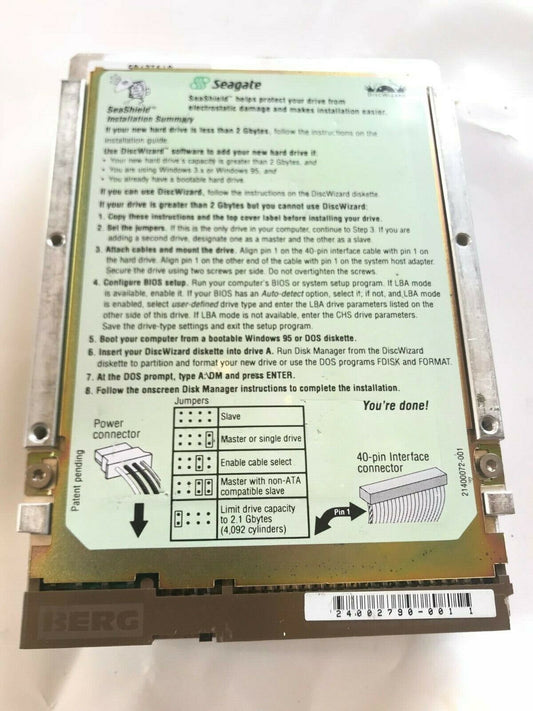 Seagate
DiscWizard
SeaShield™
Installation Summary
SeaShield™ helps protect your drive from
electrostatic damage and makes installation easier.
If your new hard drive is less than 2 Gbytes, follow the instructions on the
installation guide.
Use DiscWizard™ software to add your new hard drive if:
• Your new hard drive's capacity is greater than 2 Gbytes, and
• You are using Windows 3.x or Windows 95, and
• You already have a bootable hard drive.
If you can use DiscWizard, follow the instructions on the DiscWizard diskette.
If your drive is greater than 2 Gbytes but you cannot use DiscWizard:
1. Copy these instructions and the top cover label before installing your drive.
2. Set the jumpers. If this is the only drive in your computer, continue to Step 3. If you are
adding a second drive, designate one as a master and the other as a slave.
3. Attach cables and mount the drive. Align pin 1 on the 40-pin interface cable with pin 1 on
the hard drive. Align pin 1 on the other end of the cable with pin 1 on the system host adapter.
Secure the drive using two screws per side. Do not overtighten the screws.
4. Configure BIOS setup. Run your computer's BIOS or system setup program. If LBA mode
is available, enable it. If your BIOS has an Auto-detect option, select it; if not, and LBA mode
is enabled, select user-defined drive type and enter the LBA drive parameters listed on the
other side of this drive. If LBA mode is not available, enter the CHS drive parameters.
Save the drive-type settings and exit the setup program.
5. Boot your computer from a bootable Windows 95 or DOS diskette.
6. Insert your DiscWizard diskette into drive A. Run Disk Manager from the DiscWizard
diskette to partition and format your new drive or use the DOS programs FDISK and FORMAT.
7. At the DOS prompt, type A:\DM and press ENTER.
8. Follow the onscreen Disk Manager instructions to complete the installation.
Jumpers
You're done!
Power
connector
Slave
Master or single drive
Enable cable select
Master with non-ATA
compatible slave
Limit drive capacity
to 2.1 Gbytes
(4,092 cylinders)
40-pin Interface
connector
Pin 1
Patent pending
21400072-001
24002790-001 1
BERG